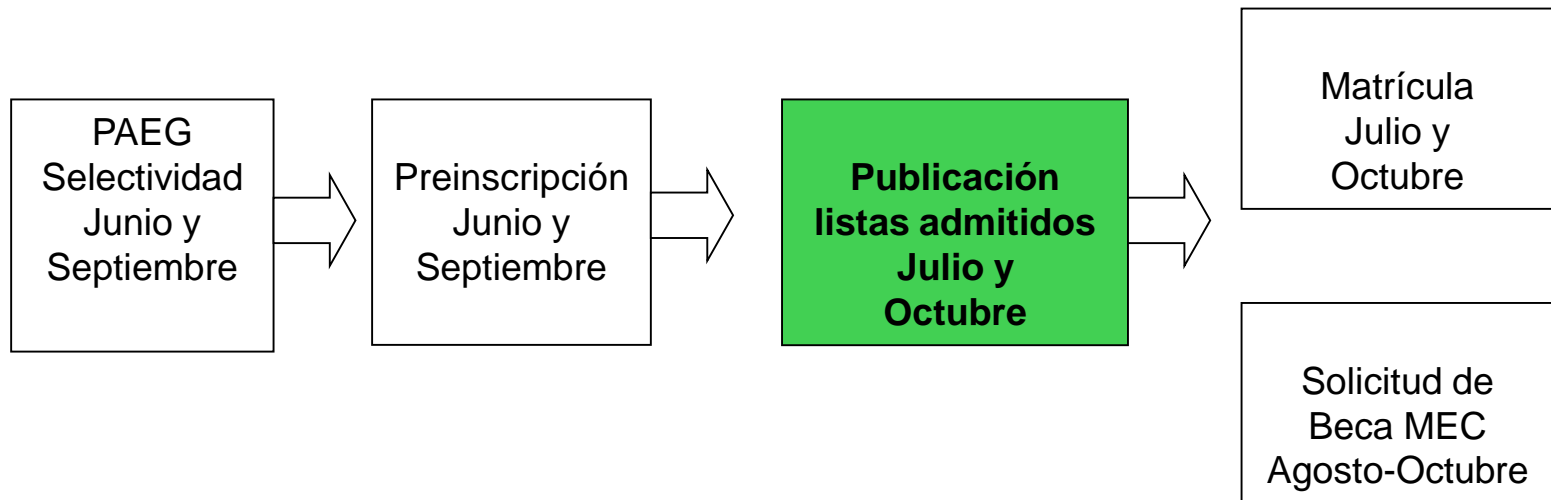 PAEG
Selectividad
Junio y
Septiembre
Preinscripción
Junio y
Septiembre
Publicación
listas admitidos
Julio y
Octubre
Matrícula
Julio y
Octubre
Solicitud de
Beca MEC
Agosto-Octubre